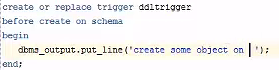 create or replace trigger ddltrigger
before create on schema
begin
dbms_output.put_line('create some object on ');
end;